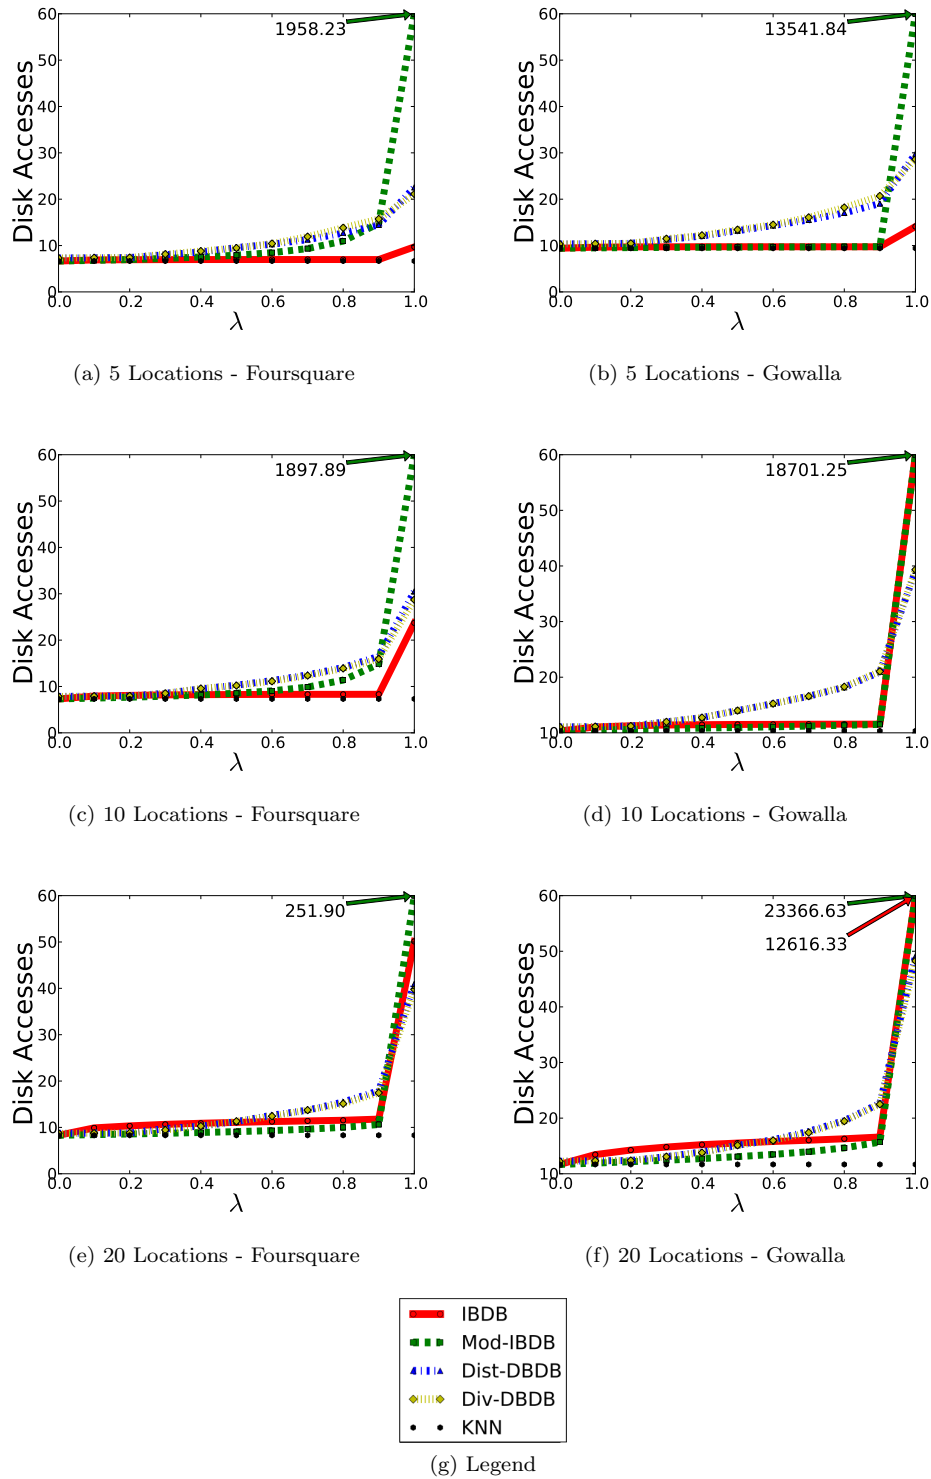 60
50
40
30
20
10
0
Disk Accesses
1958.23
0.0 0.2 0.4 0.6 0.8 1.0
λ
(a) 5 Locations - Foursquare
60
50
40
30
20
10
0
Disk Accesses
13541.84
0.0 0.2 0.4 0.6 0.8 1.0
λ
(b) 5 Locations - Gowalla
60
50
40
30
20
10
0
Disk Accesses
1897.89
0.0 0.2 0.4 0.6 0.8 1.0
λ
(c) 10 Locations - Foursquare
60
50
40
30
20
10
Disk Accesses
18701.25
0.0 0.2 0.4 0.6 0.8 1.0
λ
(d) 10 Locations - Gowalla
60
50
40
30
20
10
0
Disk Accesses
251.90
0.0 0.2 0.4 0.6 0.8 1.0
λ
(e) 20 Locations - Foursquare
60
50
40
30
20
10
Disk Accesses
23366.63
12616.33
0.0 0.2 0.4 0.6 0.8 1.0
λ
(f) 20 Locations - Gowalla
IBDB
Mod-IBDB
Dist-DBDB
Div-DBDB
KNN
(g) Legend